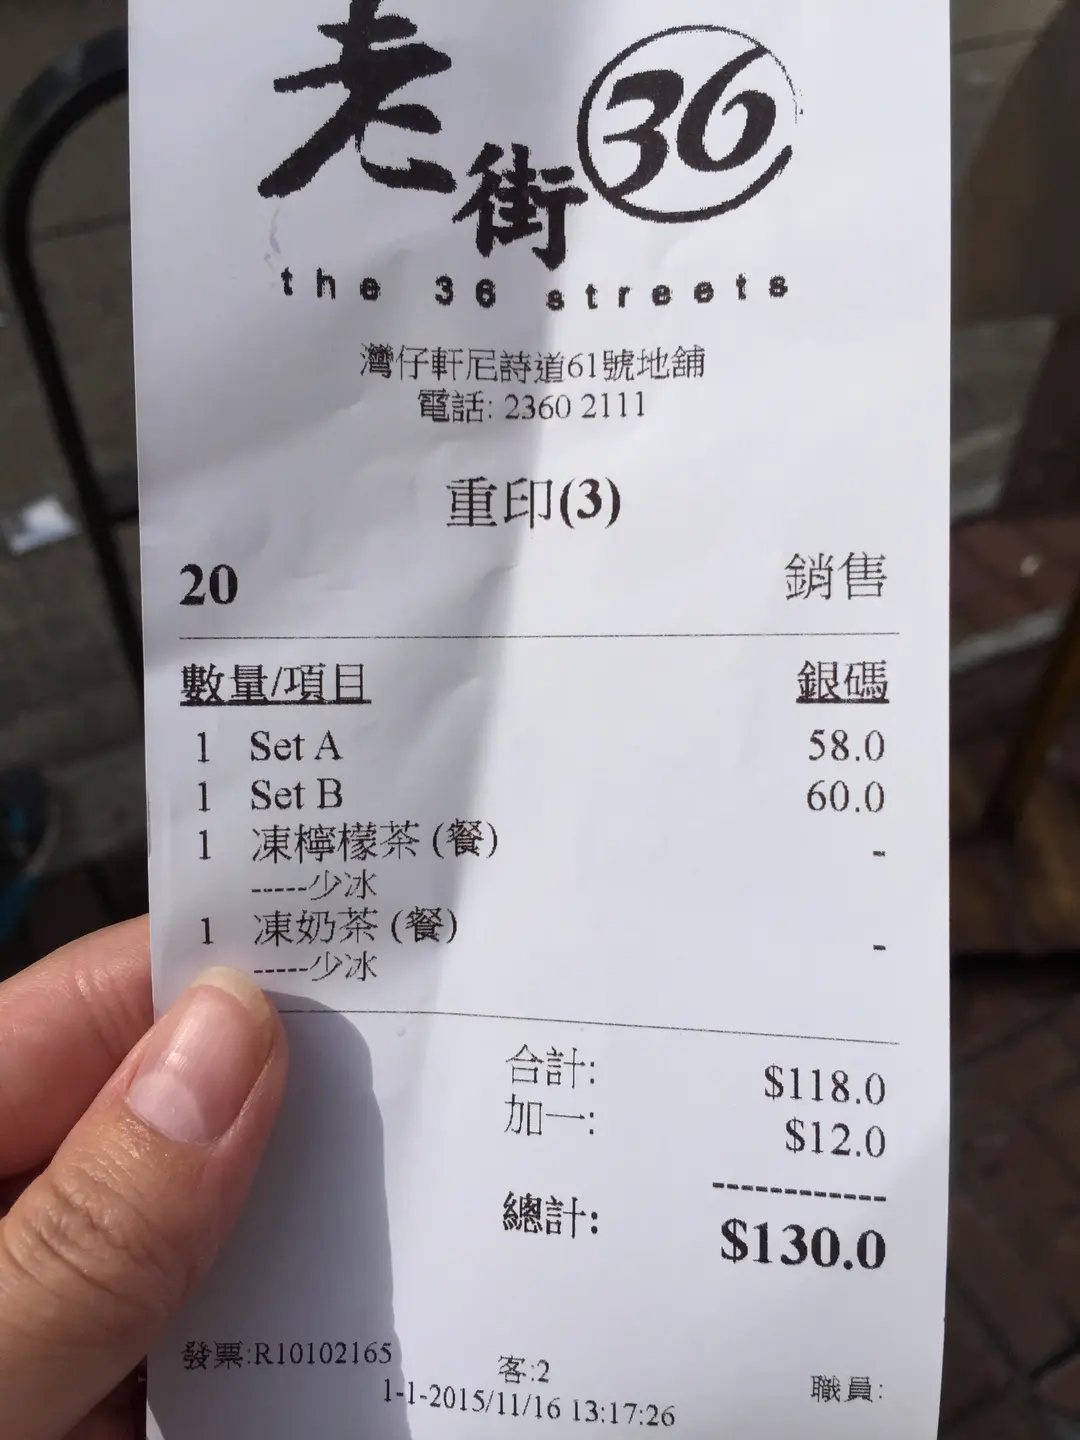 老街36
the 36 streets
灣仔軒尼詩道61號地舖
電話: 2360 2111
重印(3)
20 銷售
數量/項目 銀碼
1 Set A 58.0
1 Set B 60.0
1 凍檸檬茶 (餐) -
-----少冰
1 凍奶茶 (餐) -
-----少冰
合計: $118.0
加一: $12.0
------------
總計: $130.0
發票:R10102165 客:2 職員:
1-1-2015/11/16 13:17:26